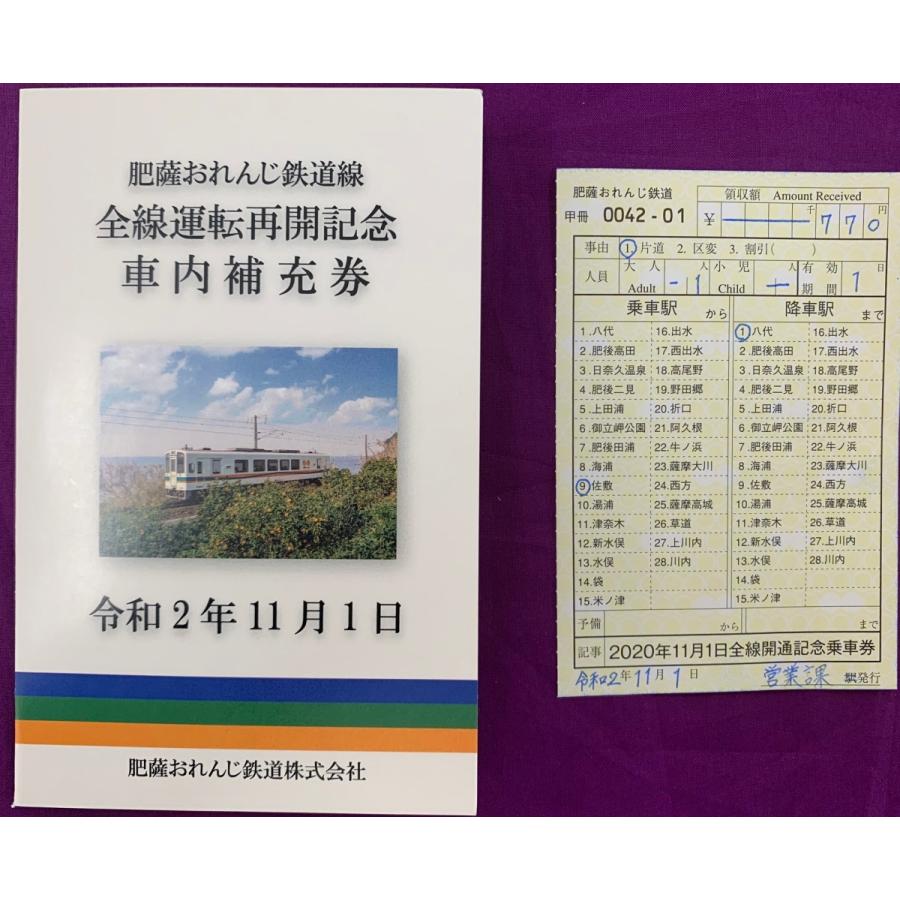 肥薩おれんじ鉄道線
全線運転再開記念
車内補充券
令和2年11月1日
肥薩おれんじ鉄道株式会社
肥薩おれんじ鉄道
甲冊 0042-01
領収額 Amount Received
¥ 千 770 円
事由 1. 片道 2. 区変 3. 割引( )
人員 大人 Adult 1 人 小児 Child 人 有効期間 1 日
乗車駅 から 降車駅 まで
1.八代 16.出水 1 八代 16.出水
2.肥後高田 17.西出水 2.肥後高田 17.西出水
3.日奈久温泉 18.高尾野 3.日奈久温泉 18.高尾野
4.肥後二見 19.野田郷 4.肥後二見 19.野田郷
5.上田浦 20.折口 5.上田浦 20.折口
6.御立岬公園 21.阿久根 6.御立岬公園 21.阿久根
7.肥後田浦 22.牛ノ浜 7.肥後田浦 22.牛ノ浜
8.海浦 23.薩摩大川 8.海浦 23.薩摩大川
9 佐敷 24.西方 9.佐敷 24.西方
10.湯浦 25.薩摩高城 10.湯浦 25.薩摩高城
11.津奈木 26.草道 11.津奈木 26.草道
12.新水俣 27.上川内 12.新水俣 27.上川内
13.水俣 28.川内 13.水俣 28.川内
14.袋 14.袋
15.米ノ津 15.米ノ津
予備 から まで
記事 2020年11月1日全線開通記念乗車券
令和2年11月1日 営業課 発行